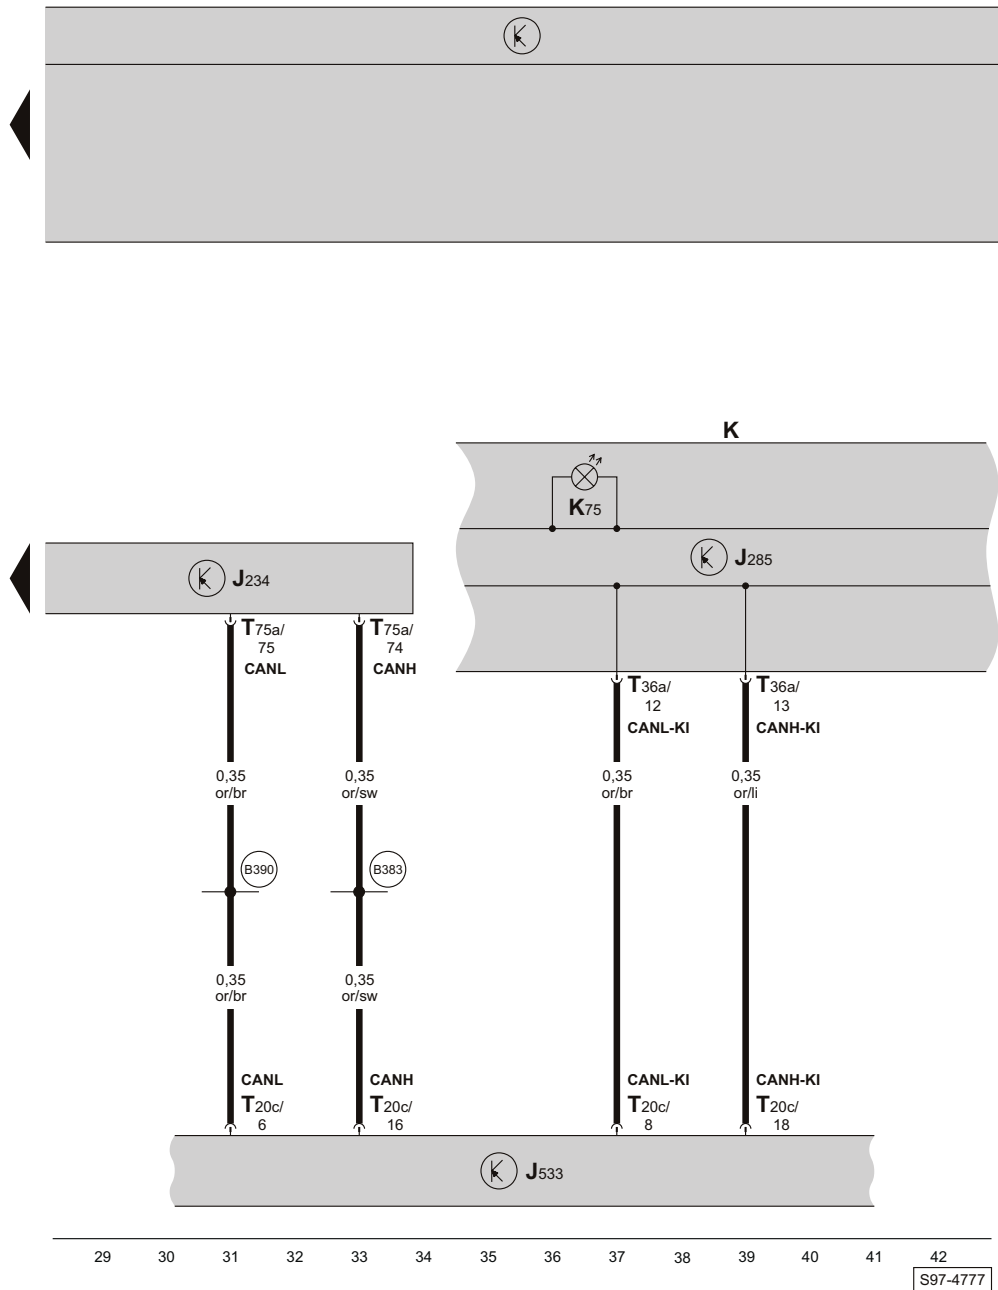 K
K75
J285
J234
T75a/ T75a/
75 74
CANL CANH
T36a/ T36a/
12 13
CANL-KI CANH-KI
0,35 0,35 0,35 0,35
or/br or/sw or/br or/li
B390 B383
0,35 0,35
or/br or/sw
CANL CANH CANL-KI CANH-KI
T20c/ T20c/ T20c/ T20c/
6 16 8 18
J533
29 30 31 32 33 34 35 36 37 38 39 40 41 42
S97-4777